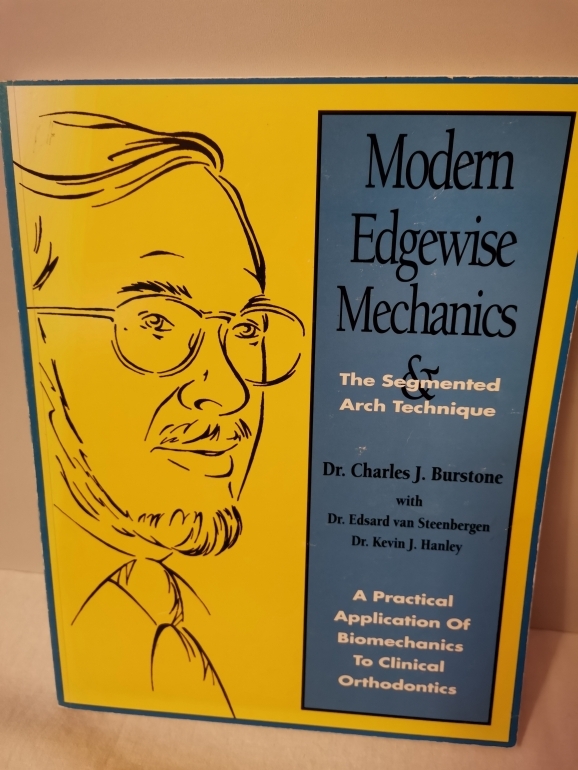 Modern
Edgewise
Mechanics
&
The Segmented
Arch Technique
Dr. Charles J. Burstone
with
Dr. Edsard van Steenbergen
Dr. Kevin J. Hanley
A Practical
Application Of
Biomechanics
To Clinical
Orthodontics